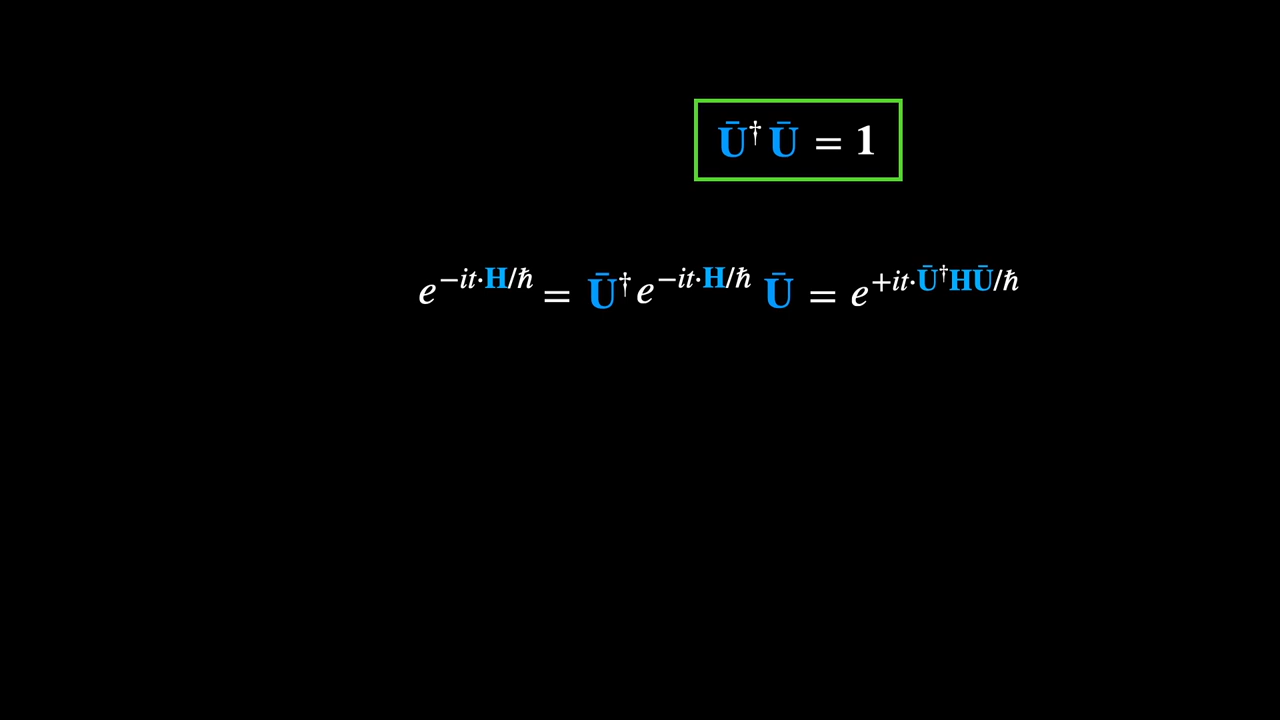 Ū† Ū = 1
e^{−it·H/ħ} = Ū† e^{−it·H/ħ} Ū = e^{+it·Ū†HŪ/ħ}